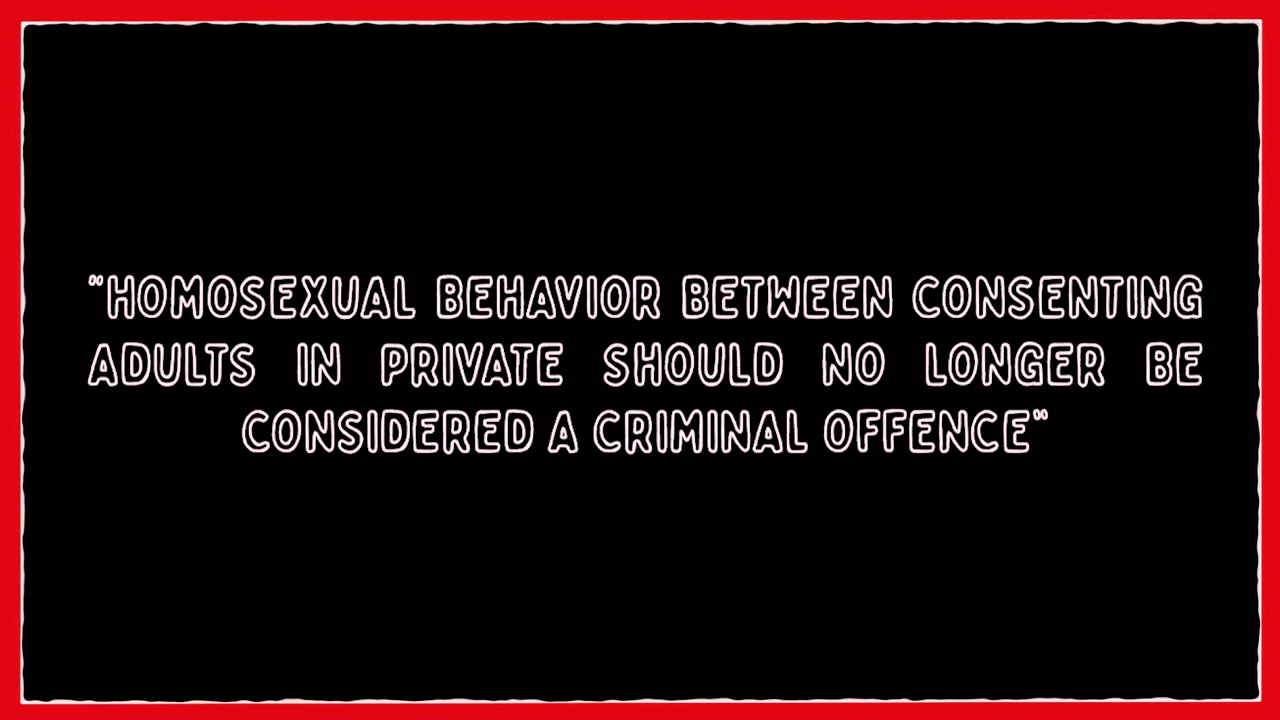 "HOMOSEXUAL BEHAVIOR BETWEEN CONSENTING
ADULTS IN PRIVATE SHOULD NO LONGER BE
CONSIDERED A CRIMINAL OFFENCE"